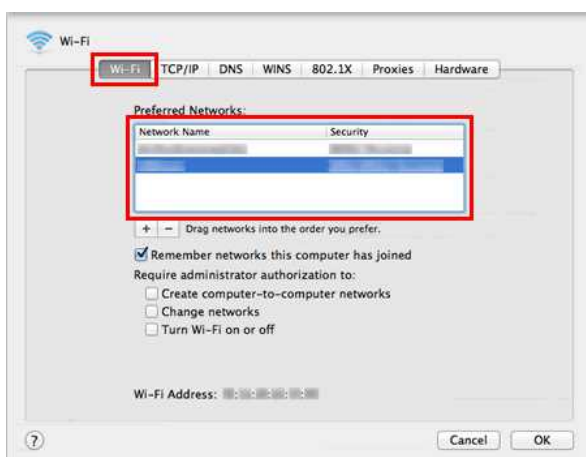 Wi-Fi
Wi-Fi TCP/IP DNS WINS 802.1X Proxies Hardware
Preferred Networks:
Network Name Security
+ - Drag networks into the order you prefer.
Remember networks this computer has joined
Require administrator authorization to:
Create computer-to-computer networks
Change networks
Turn Wi-Fi on or off
Wi-Fi Address:
? Cancel OK